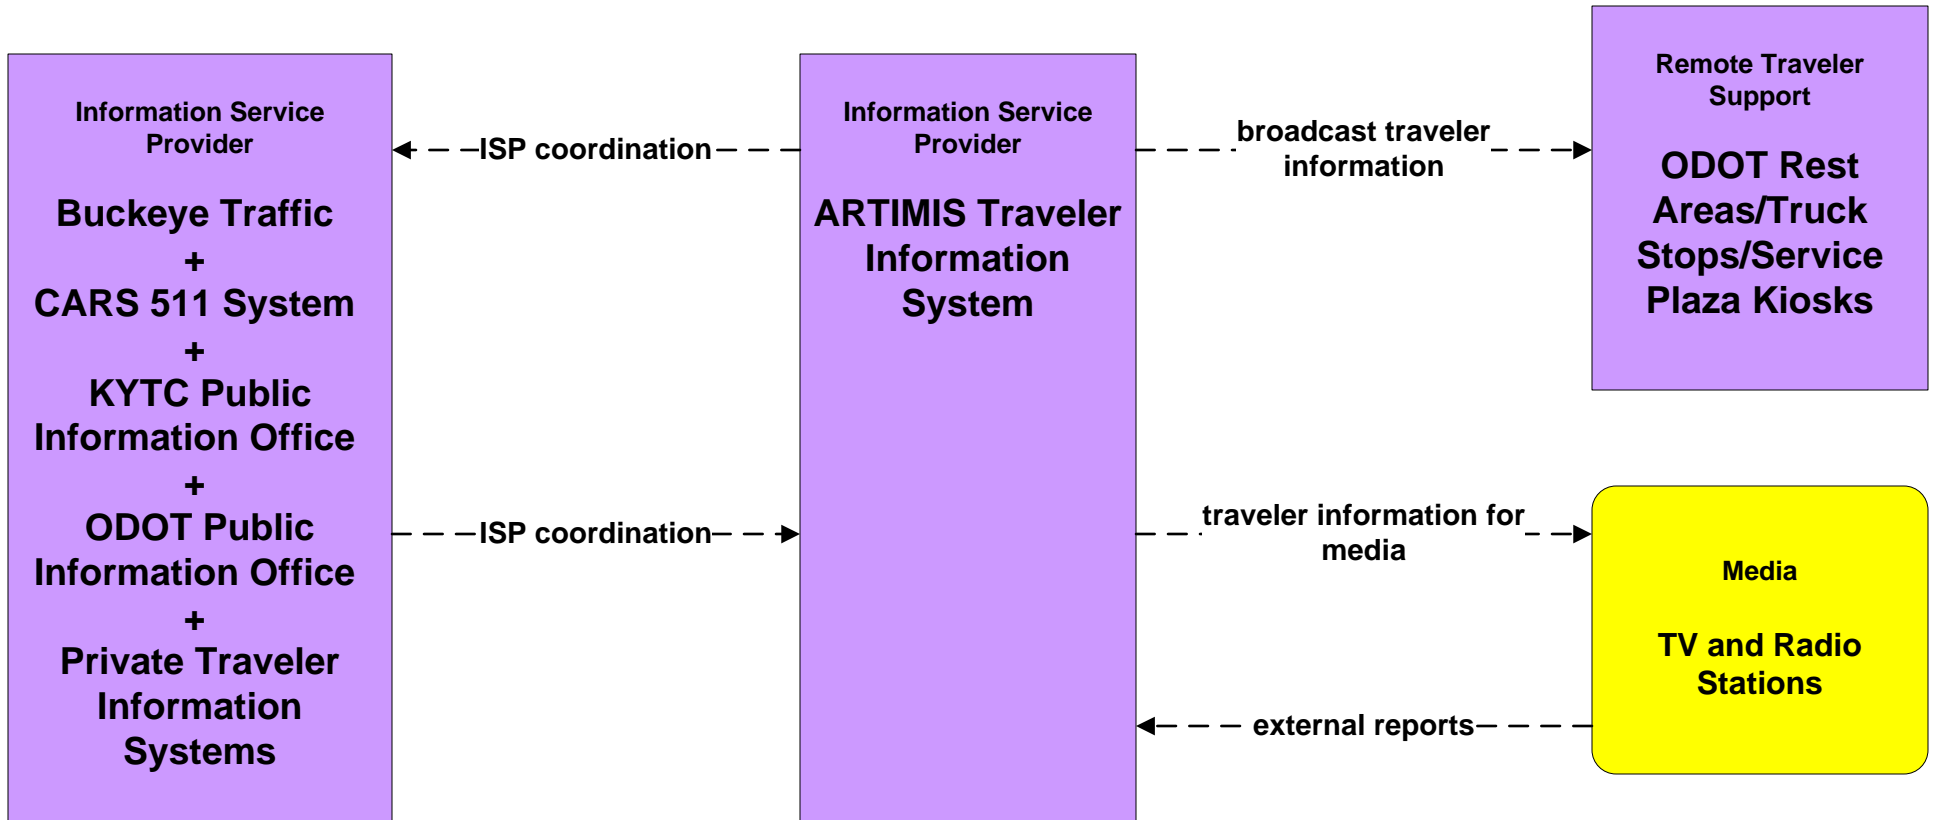 Information Service
Provider
Buckeye Traffic
+
CARS 511 System
+
KYTC Public
Information Office
+
ODOT Public
Information Office
+
Private Traveler
Information
Systems
ISP coordination
ISP coordination
Information Service
Provider
ARTIMIS Traveler
Information
System
broadcast traveler
information
traveler information for
media
external reports
Remote Traveler
Support
ODOT Rest
Areas/Truck
Stops/Service
Plaza Kiosks
Media
TV and Radio
Stations